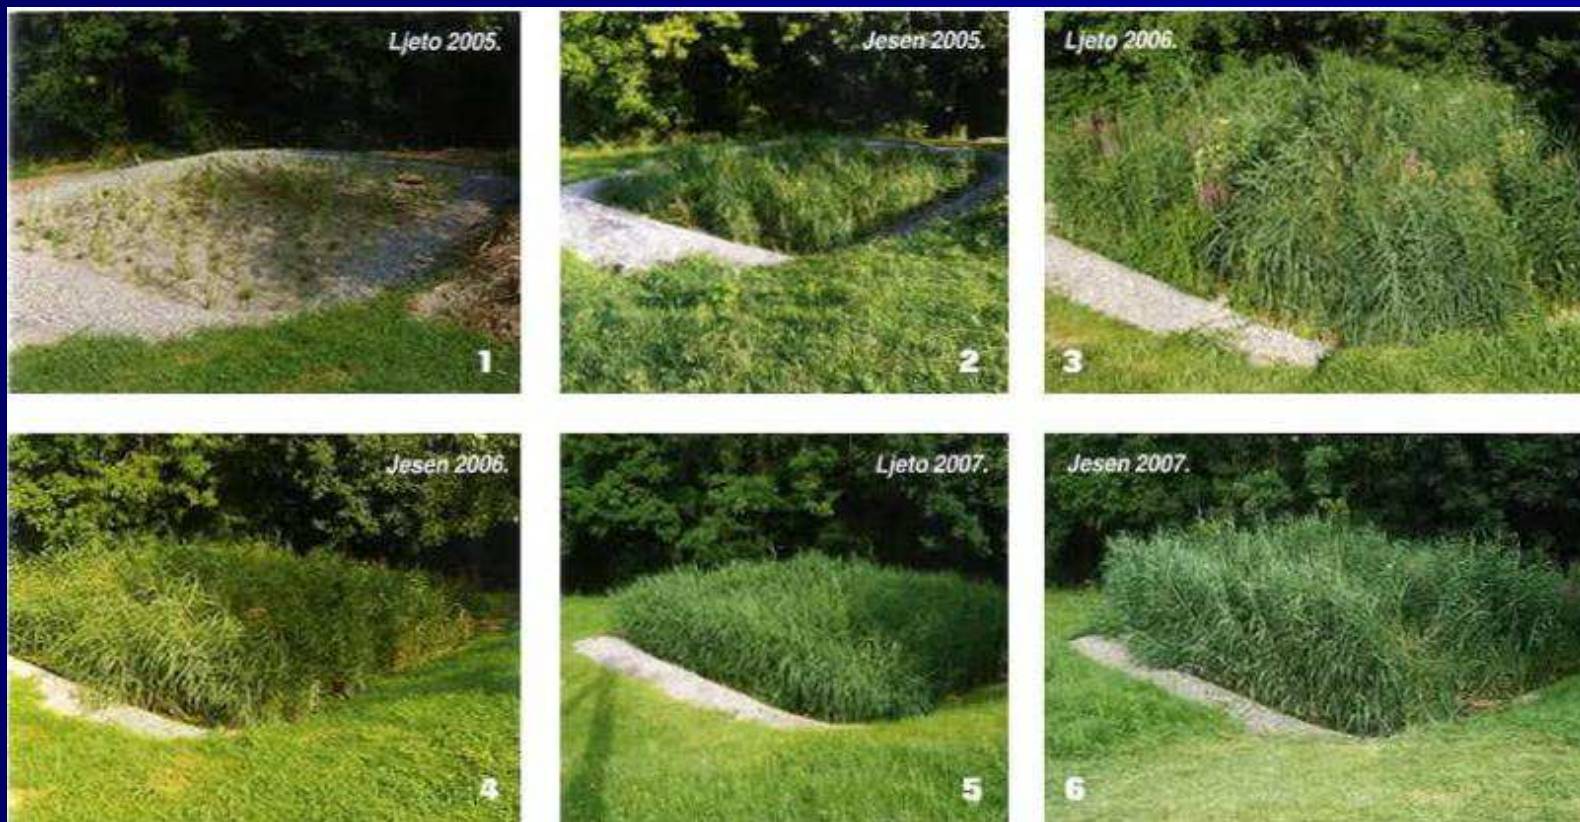 Ljeto 2005.
1
Jesen 2005.
2
Ljeto 2006.
3
Jesen 2006.
4
Ljeto 2007.
5
Jesen 2007.
6